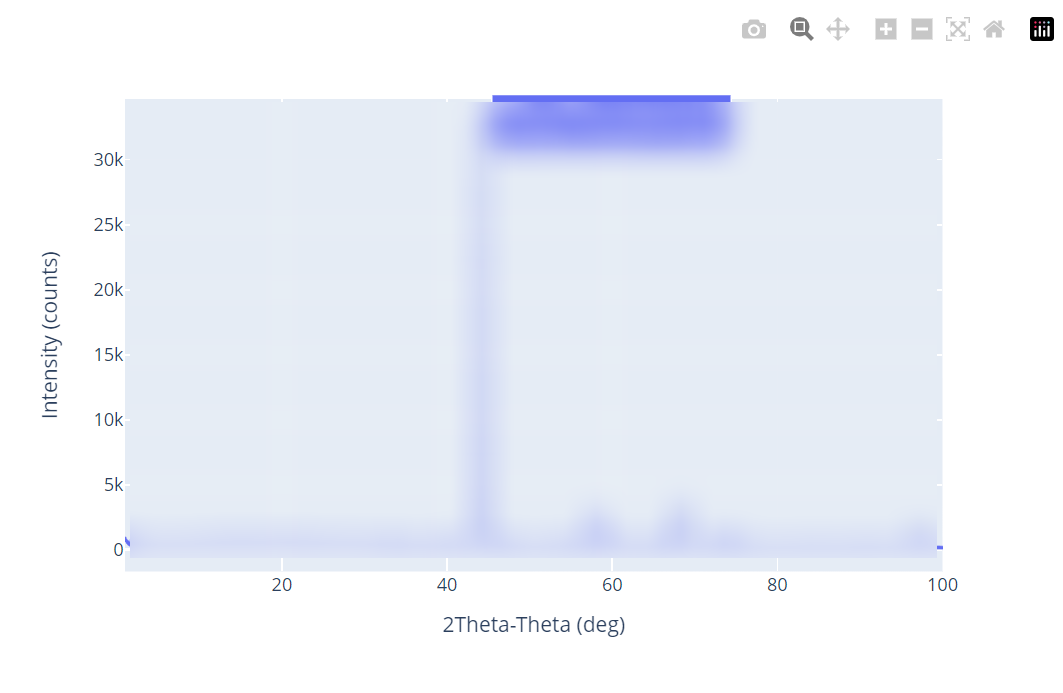 30k
25k
20k
15k
10k
5k
0
Intensity (counts)
20
40
60
80
100
2Theta-Theta (deg)